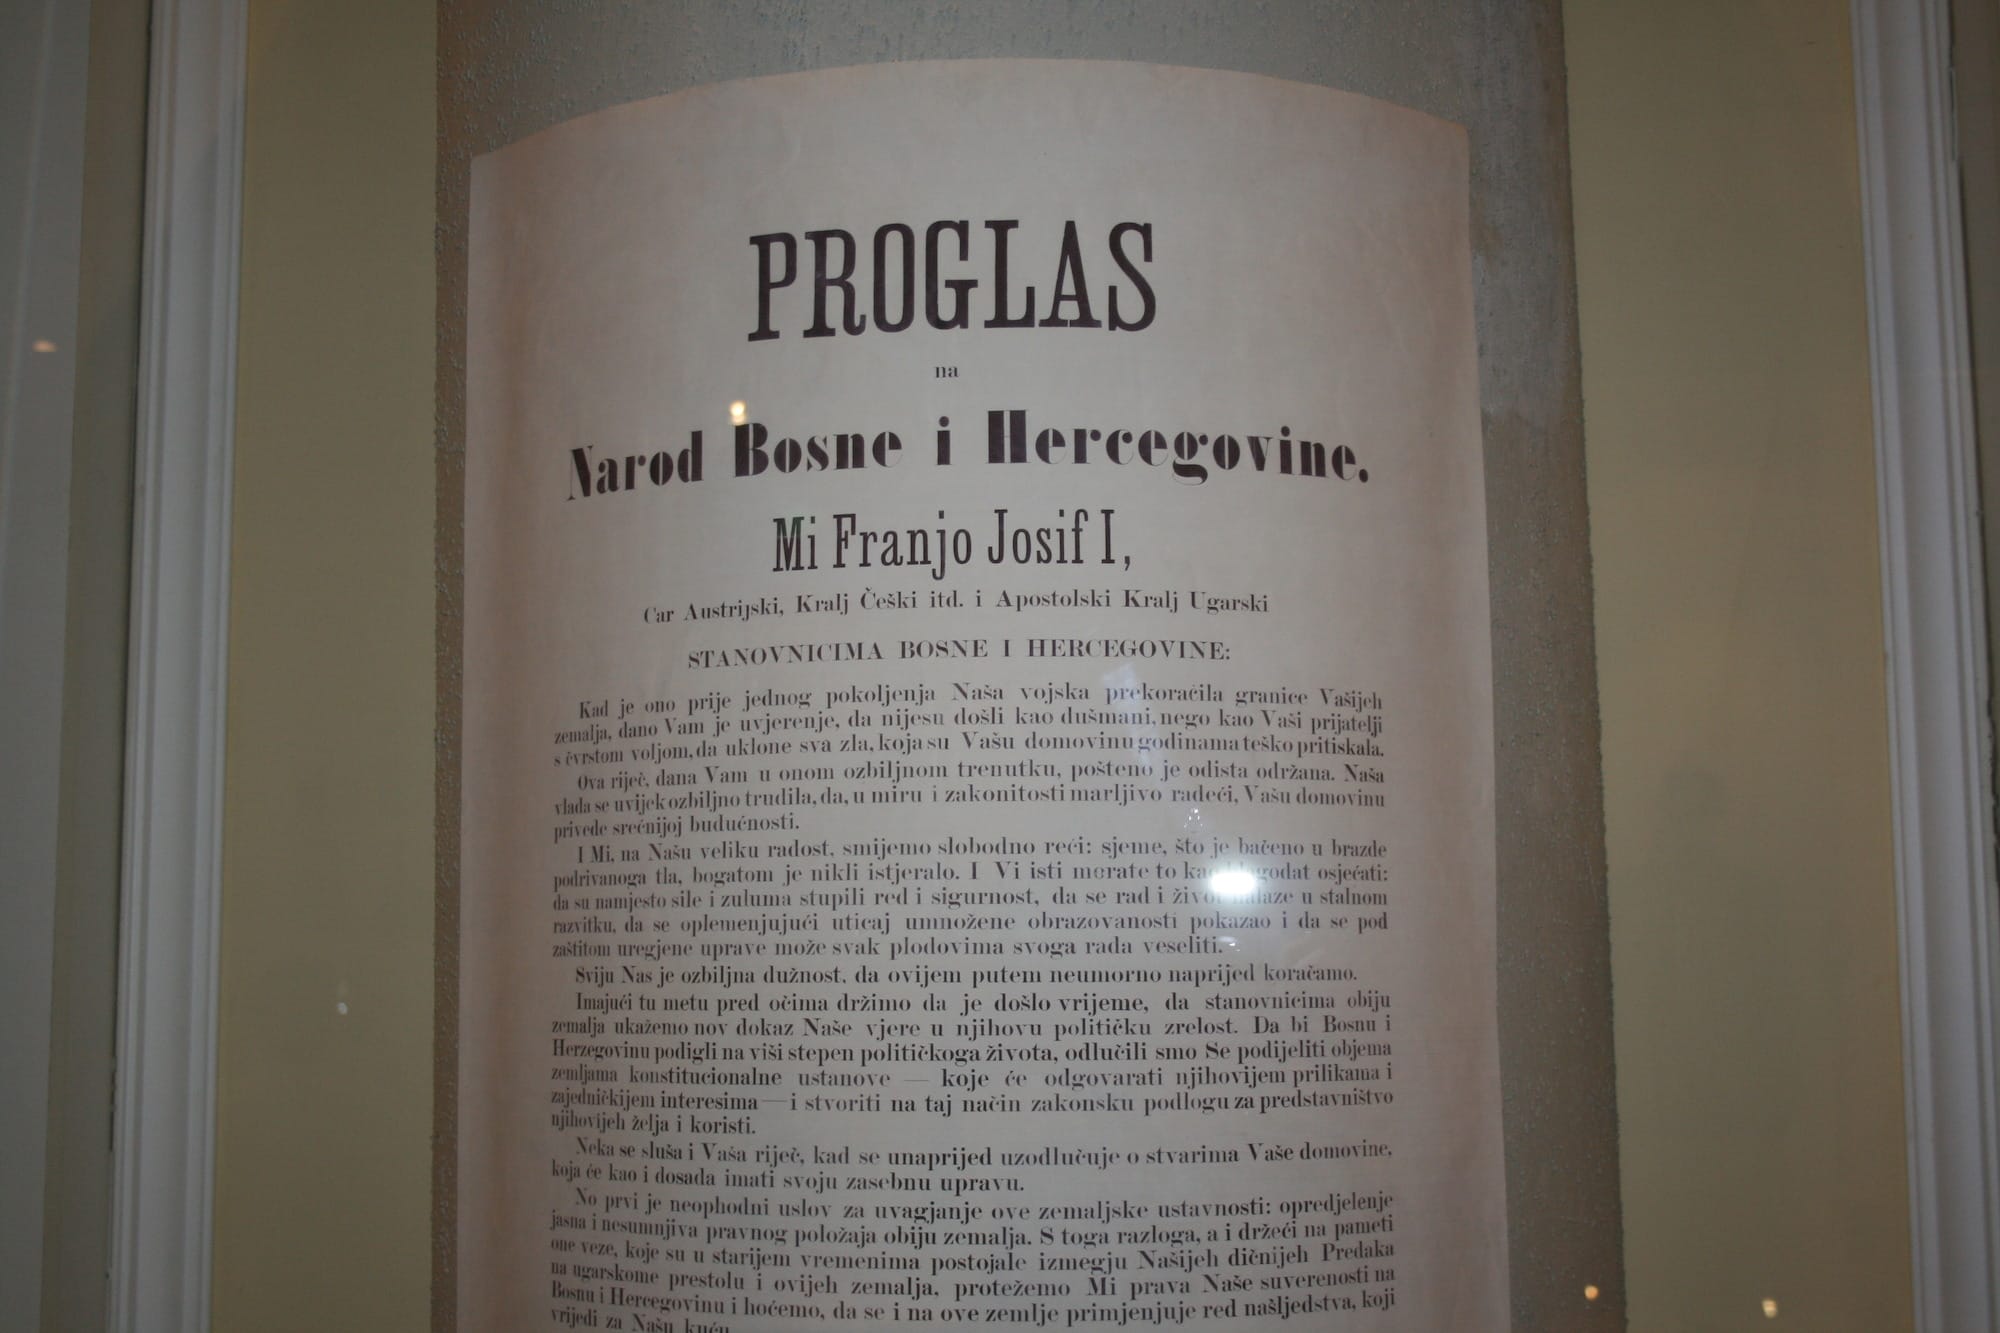 PROGLAS
na
Narod Bosne i Hercegovine.
Mi Franjo Josif I,
Car Austrijski, Kralj Češki itd. i Apostolski Kralj Ugarski
STANOVNICIMA BOSNE I HERCEGOVINE:
Kad je ono prije jednog pokoljenja Naša vojska prekoračila granice Vašijeh
zemalja, dano Vam je uvjerenje, da nijesu došli kao dušmani, nego kao Vaši prijatelji
s čvrstom voljom, da uklone sva zla, koja su Vašu domovinu godinama teško pritiskala.
Ova riječ, dana Vam u onom ozbiljnom trenutku, pošteno je odista održana. Naša
vlada se uvijek ozbiljno trudila, da, u miru i zakonitosti marljivo radeći, Vašu domovinu
privede srećnijoj budućnosti.
I Mi, na Našu veliku radost, smijemo slobodno reći: sjeme, što je bačeno u brazde
podrivanoga tla, bogatom je nikli istjeralo. I Vi isti morate to osjećati:
da su namjesto sile i zuluma stupili red i sigurnost, da se rad i u stalnom
razvitku, da se oplemenjujući uticaj umnožene obrazovanosti pokazao i da se pod
zaštitom uregjene uprave može svak plodovima svoga rada veseliti.
Sviju Nas je ozbiljna dužnost, da ovijem putem neumorno naprijed koračamo.
Imajući tu metu pred očima držimo da je došlo vrijeme, da stanovnicima obiju
zemalja ukažemo nov dokaz Naše vjere u njihovu političku zrelost. Da bi Bosnu i
Herzegovinu podigli na viši stepen političkoga života, odlučili smo Se podijeliti objema
zemljama konstitucionalne ustanove — koje će odgovarati njihovijem prilikama i
zajedničkijem interesima — i stvoriti na taj način zakonsku podlogu za predstavništvo
njihovijeh želja i koristi.
Neka se sluša i Vaša riječ, kad se unaprijed uzodlučuje o stvarima Vaše domovine,
koja će kao i dosada imati svoju zasebnu upravu.
No prvi je neophodni uslov za uvagjanje ove zemaljske ustavnosti: opredjelenje
jasna i nesumnjiva pravnog položaja obiju zemalja. S toga razloga, a i držeći na pameti
one veze, koje su u starijem vremenima postojale izmegju Našijeh dičnijeh Predaka
na ugarskome prestolu i ovijeh zemalja, protežemo Mi prava Naše suverenosti na
Bosnu i Hercegovinu i hoćemo, da se i na ove zemlje primjenjuje red našljedstva, koji
vrijedi za Našu kuću.